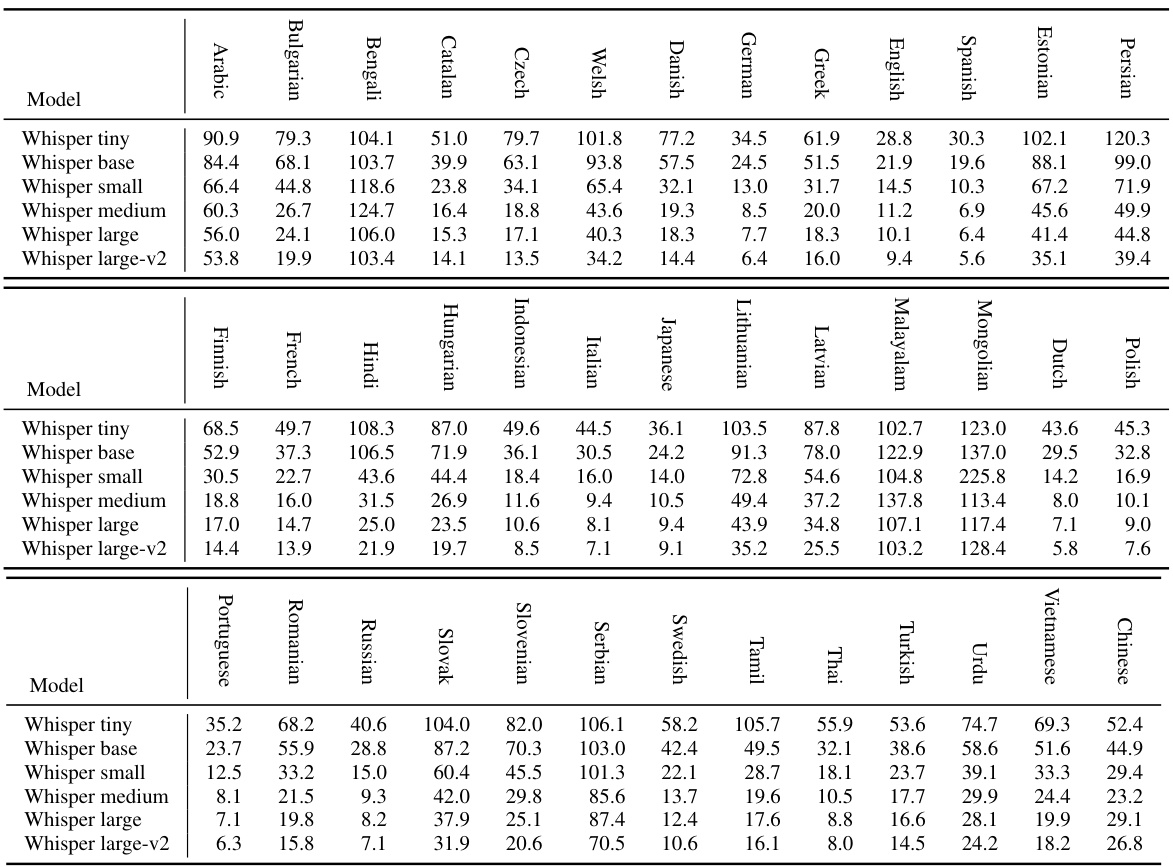 Model Arabic Bulgarian Bengali Catalan Czech Welsh Danish German Greek English Spanish Estonian Persian
Whisper tiny 90.9 79.3 104.1 51.0 79.7 101.8 77.2 34.5 61.9 28.8 30.3 102.1 120.3
Whisper base 84.4 68.1 103.7 39.9 63.1 93.8 57.5 24.5 51.5 21.9 19.6 88.1 99.0
Whisper small 66.4 44.8 118.6 23.8 34.1 65.4 32.1 13.0 31.7 14.5 10.3 67.2 71.9
Whisper medium 60.3 26.7 124.7 16.4 18.8 43.6 19.3 8.5 20.0 11.2 6.9 45.6 49.9
Whisper large 56.0 24.1 106.0 15.3 17.1 40.3 18.3 7.7 18.3 10.1 6.4 41.4 44.8
Whisper large-v2 53.8 19.9 103.4 14.1 13.5 34.2 14.4 6.4 16.0 9.4 5.6 35.1 39.4
Model Finnish French Hindi Hungarian Indonesian Italian Japanese Lithuanian Latvian Malayalam Mongolian Dutch Polish
Whisper tiny 68.5 49.7 108.3 87.0 49.6 44.5 36.1 103.5 87.8 102.7 123.0 43.6 45.3
Whisper base 52.9 37.3 106.5 71.9 36.1 30.5 24.2 91.3 78.0 122.9 137.0 29.5 32.8
Whisper small 30.5 22.7 43.6 44.4 18.4 16.0 14.0 72.8 54.6 104.8 225.8 14.2 16.9
Whisper medium 18.8 16.0 31.5 26.9 11.6 9.4 10.5 49.4 37.2 137.8 113.4 8.0 10.1
Whisper large 17.0 14.7 25.0 23.5 10.6 8.1 9.4 43.9 34.8 107.1 117.4 7.1 9.0
Whisper large-v2 14.4 13.9 21.9 19.7 8.5 7.1 9.1 35.2 25.5 103.2 128.4 5.8 7.6
Model Portuguese Romanian Russian Slovak Slovenian Serbian Swedish Tamil Thai Turkish Urdu Vietnamese Chinese
Whisper tiny 35.2 68.2 40.6 104.0 82.0 106.1 58.2 105.7 55.9 53.6 74.7 69.3 52.4
Whisper base 23.7 55.9 28.8 87.2 70.3 103.0 42.4 49.5 32.1 38.6 58.6 51.6 44.9
Whisper small 12.5 33.2 15.0 60.4 45.5 101.3 22.1 28.7 18.1 23.7 39.1 33.3 29.4
Whisper medium 8.1 21.5 9.3 42.0 29.8 85.6 13.7 19.6 10.5 17.7 29.9 24.4 23.2
Whisper large 7.1 19.8 8.2 37.9 25.1 87.4 12.4 17.6 8.8 16.6 28.1 19.9 29.1
Whisper large-v2 6.3 15.8 7.1 31.9 20.6 70.5 10.6 16.1 8.0 14.5 24.2 18.2 26.8